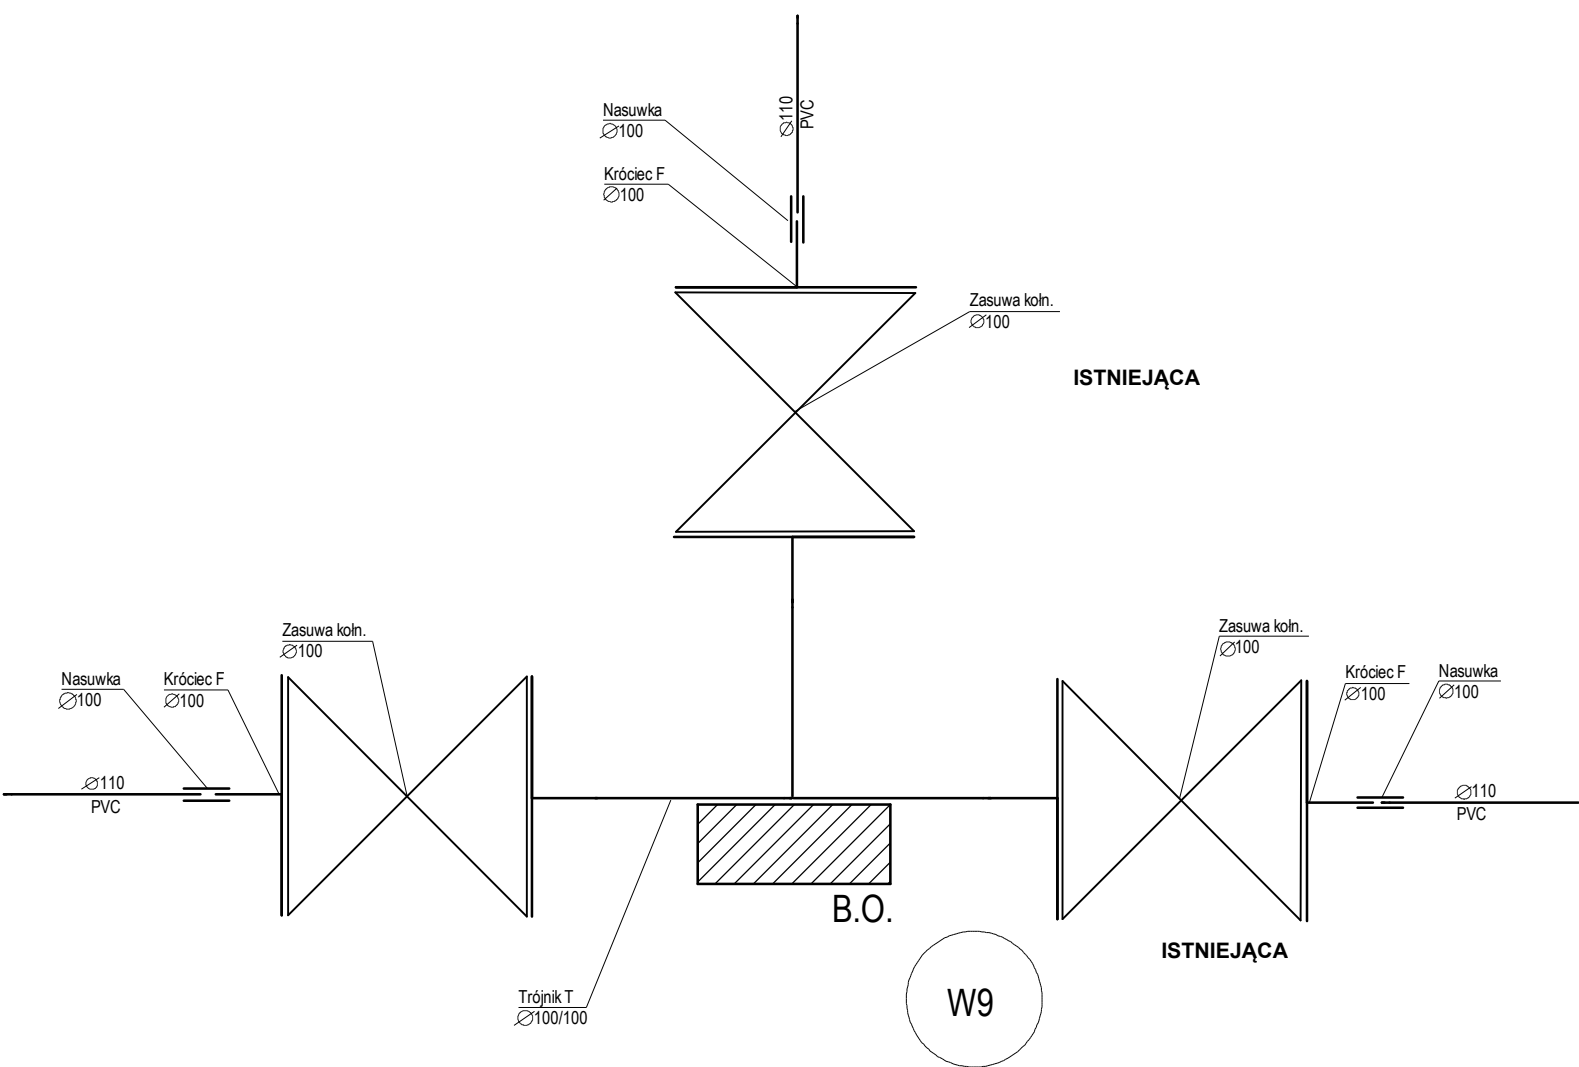 Nasuwka
∅100
∅110
PVC
Króciec F
∅100
Zasuwa kołn.
∅100
ISTNIEJĄCA
Zasuwa kołn.
∅100
Nasuwka
∅100
Króciec F
∅100
∅110
PVC
Zasuwa kołn.
∅100
Króciec F
∅100
Nasuwka
∅100
∅110
PVC
B.O.
ISTNIEJĄCA
Trójnik T
∅100/100
W9